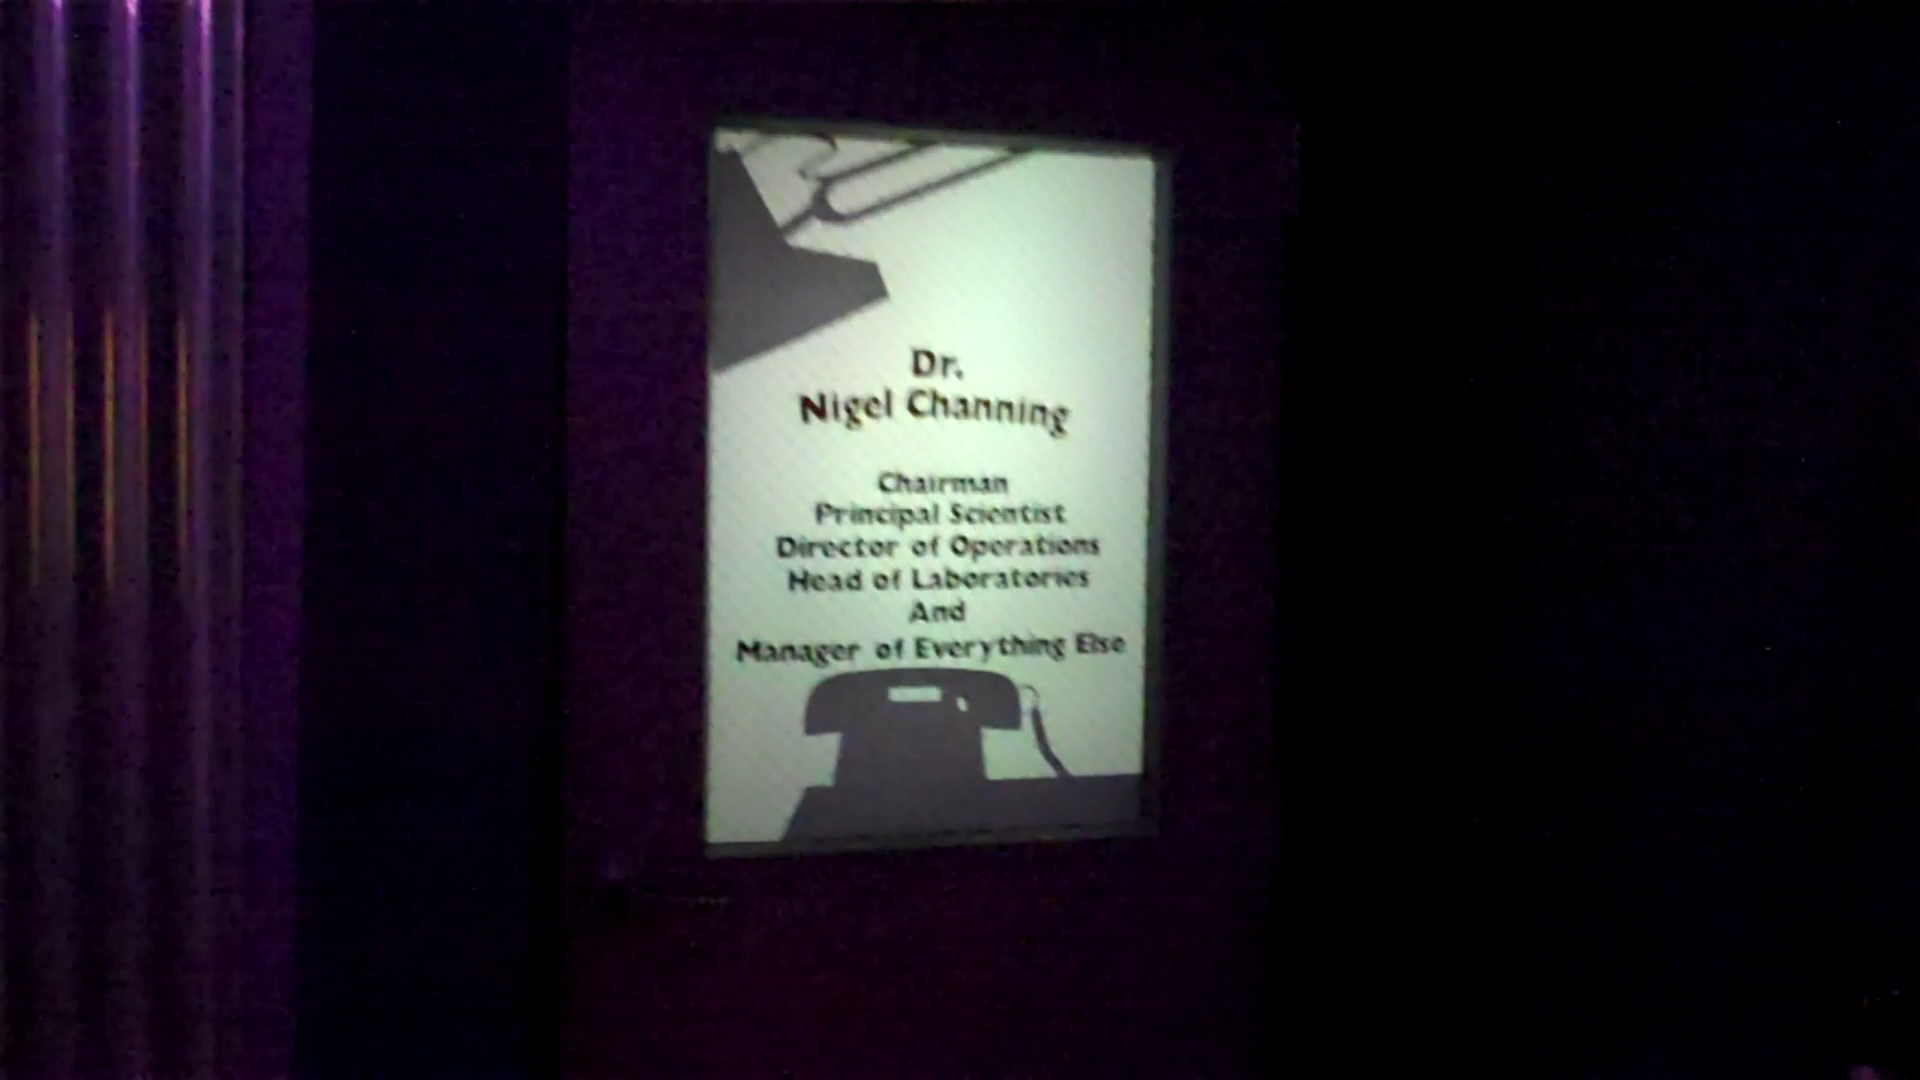 Dr.
Nigel Channing
Chairman
Principal Scientist
Director of Operations
Head of Laboratories
And
Manager of Everything Else